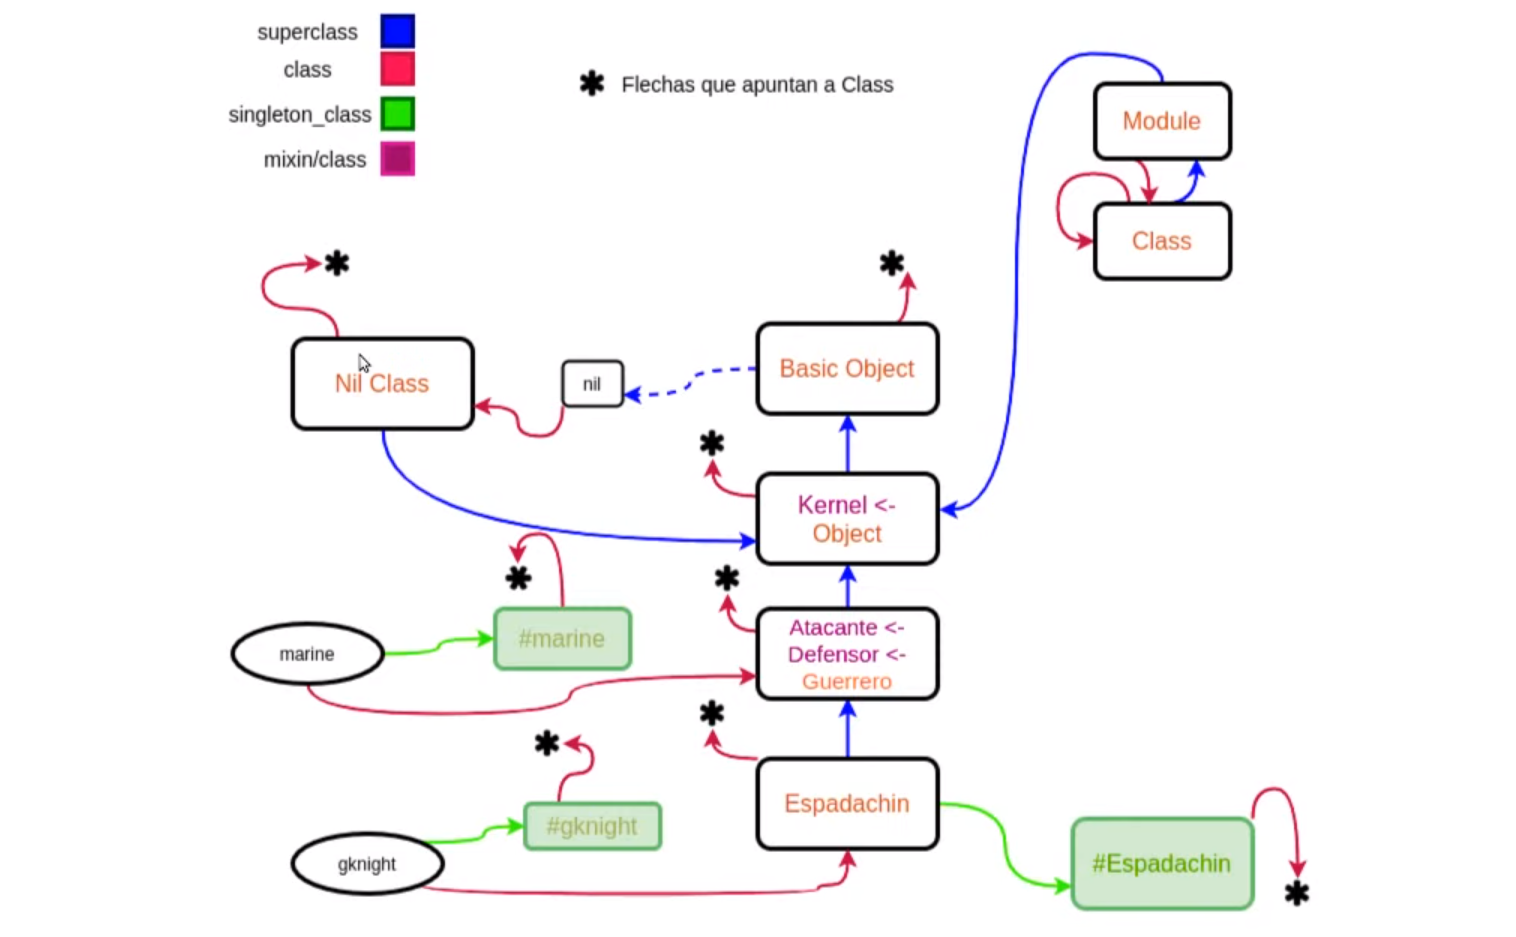 superclass
class
singleton_class
mixin/class
✱ Flechas que apuntan a Class
Module
Class
✱
✱
Nil Class
nil
Basic Object
✱
Kernel <-
Object
✱
✱
#marine
marine
Atacante <-
Defensor <-
Guerrero
✱
✱
Espadachin
#gknight
gknight
#Espadachin
✱